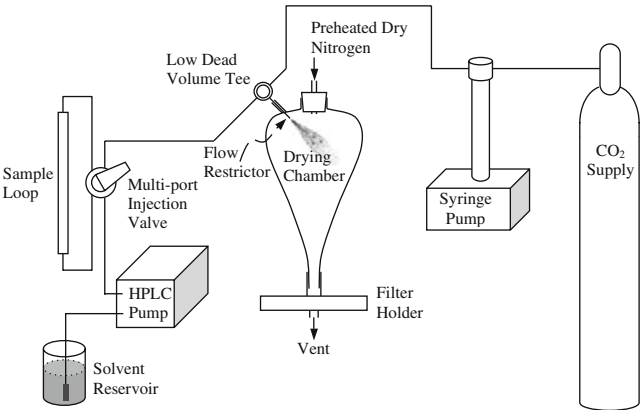 Preheated Dry
Nitrogen
Low Dead
Volume Tee
Flow
Restrictor
Drying
Chamber
Sample
Loop
Multi-port
Injection
Valve
CO₂
Supply
Syringe
Pump
HPLC
Pump
Filter
Holder
Vent
Solvent
Reservoir